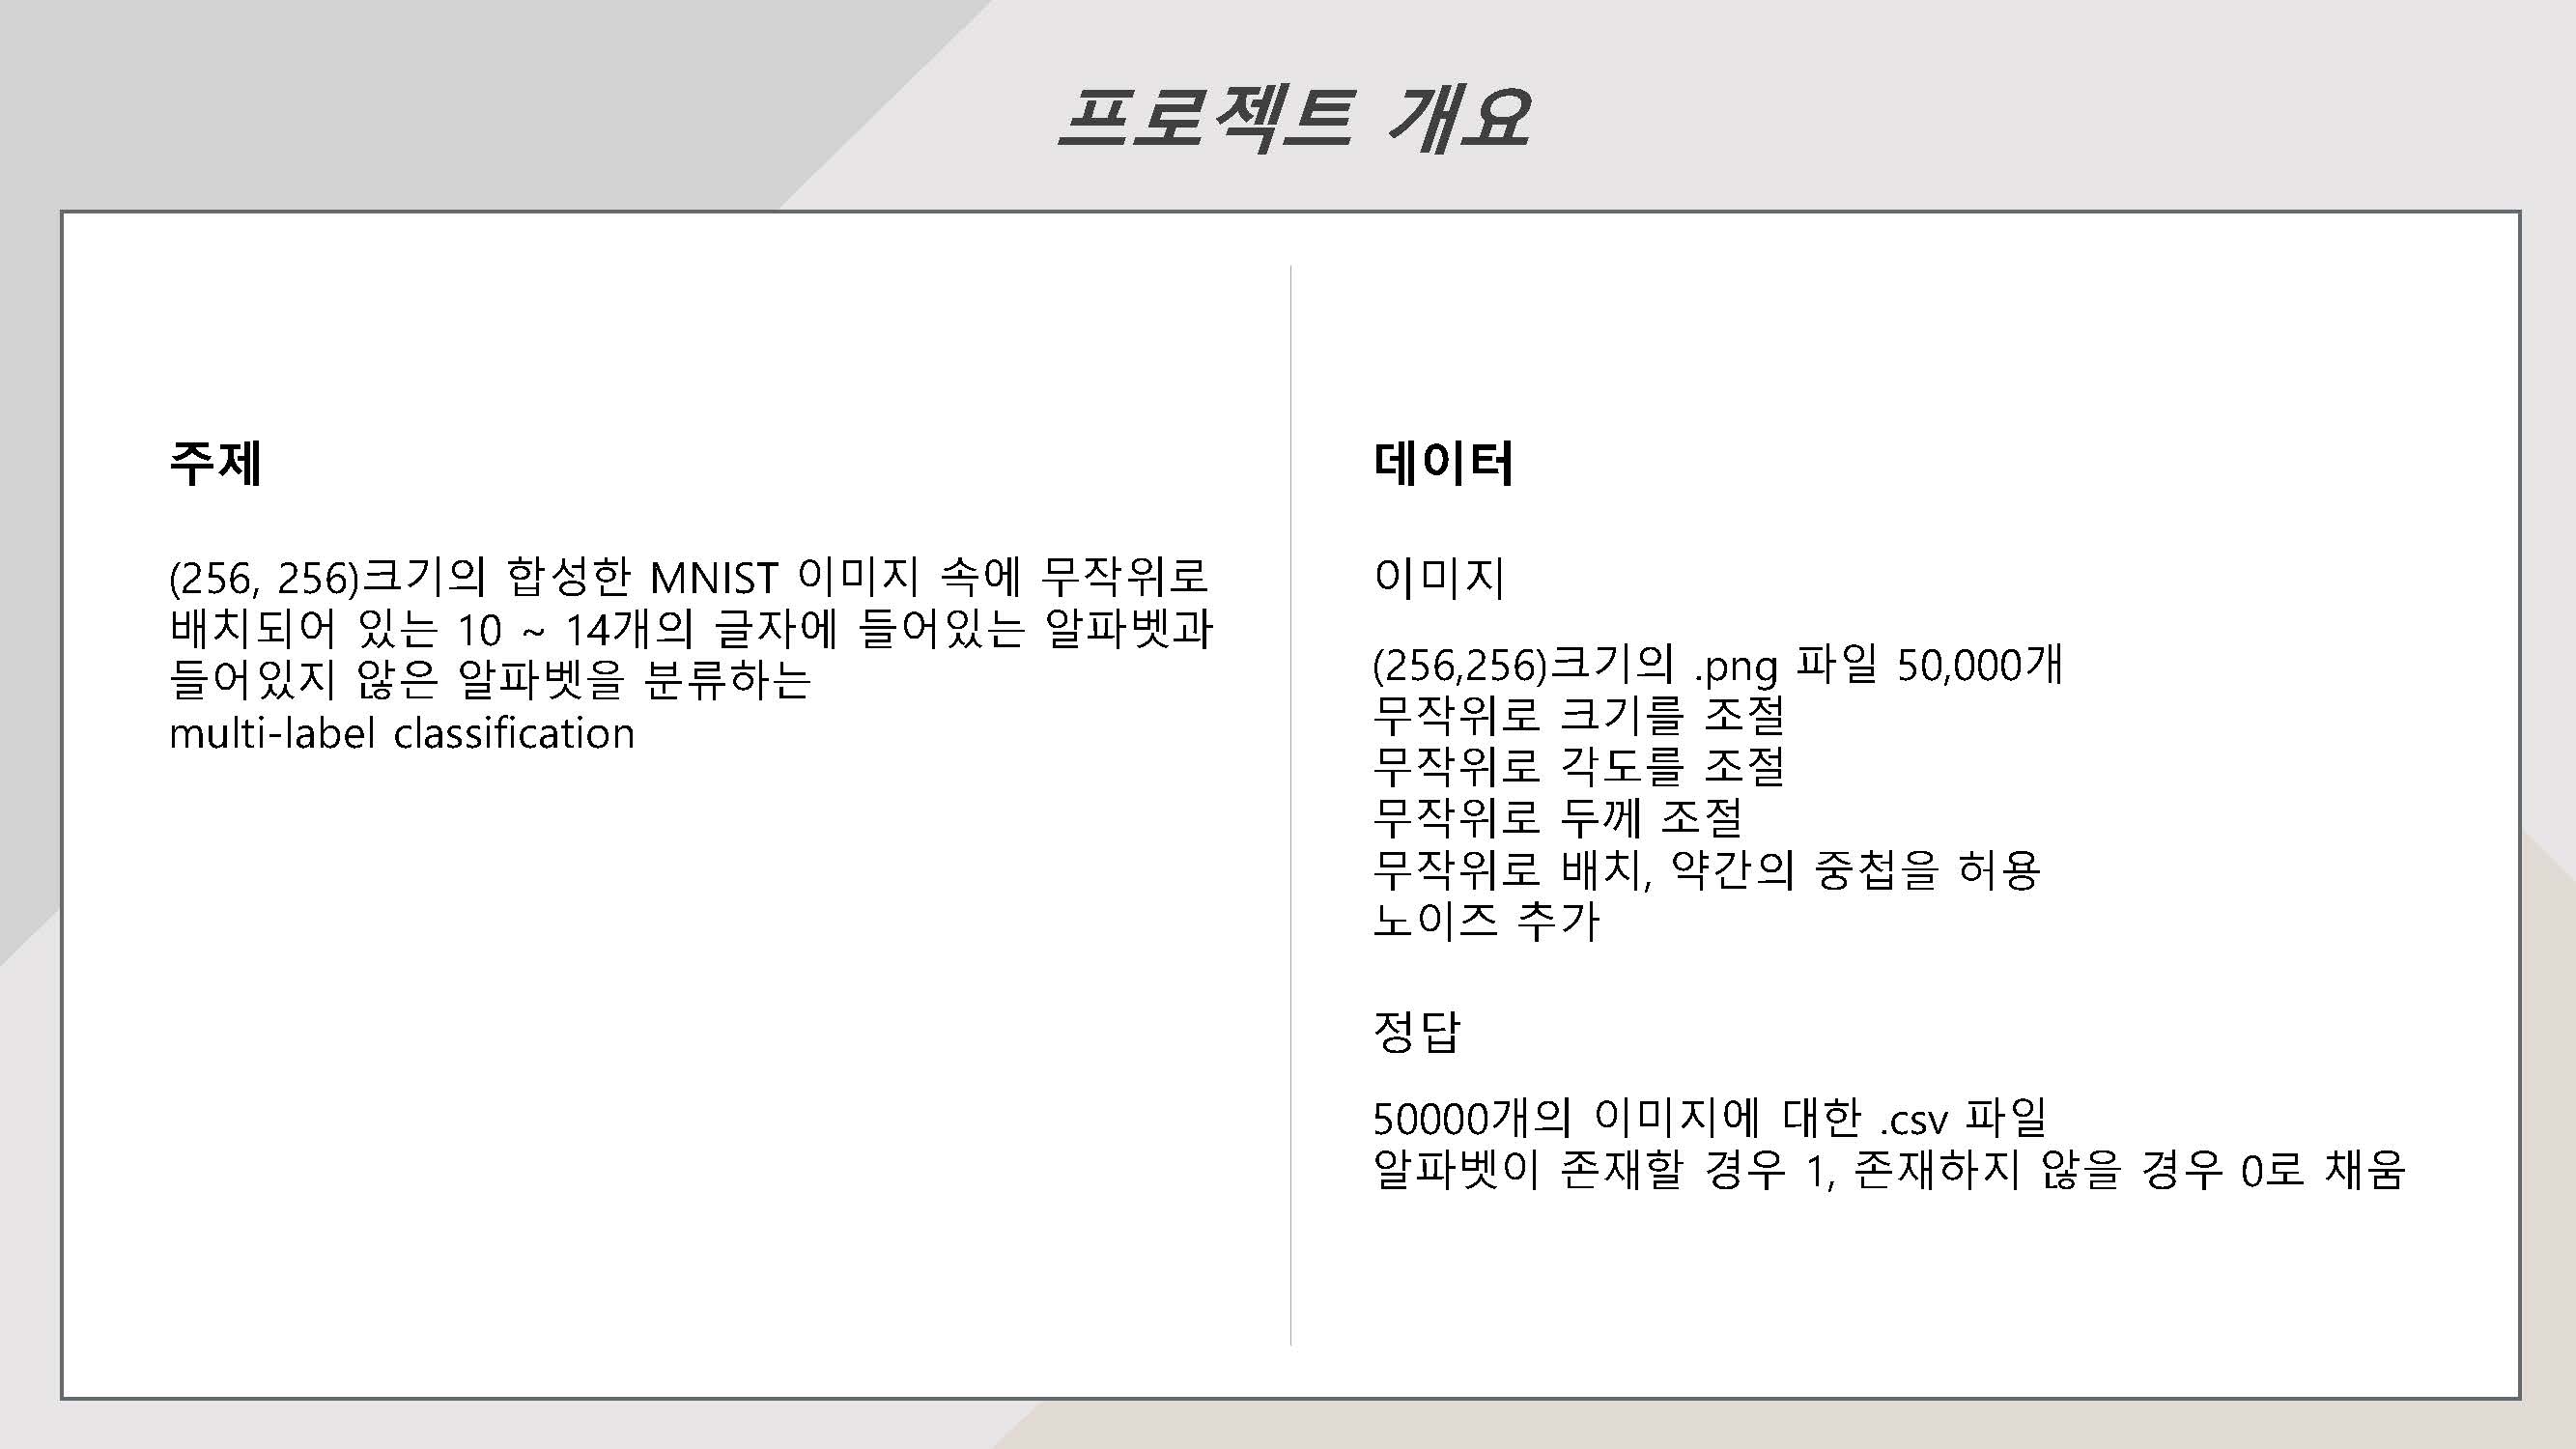 프로젝트 개요
주제
(256, 256)크기의 합성한 MNIST 이미지 속에 무작위로
배치되어 있는 10 ~ 14개의 글자에 들어있는 알파벳과
들어있지 않은 알파벳을 분류하는
multi-label classification
데이터
이미지
(256,256)크기의 .png 파일 50,000개
무작위로 크기를 조절
무작위로 각도를 조절
무작위로 두께 조절
무작위로 배치, 약간의 중첩을 허용
노이즈 추가
정답
50000개의 이미지에 대한 .csv 파일
알파벳이 존재할 경우 1, 존재하지 않을 경우 0로 채움